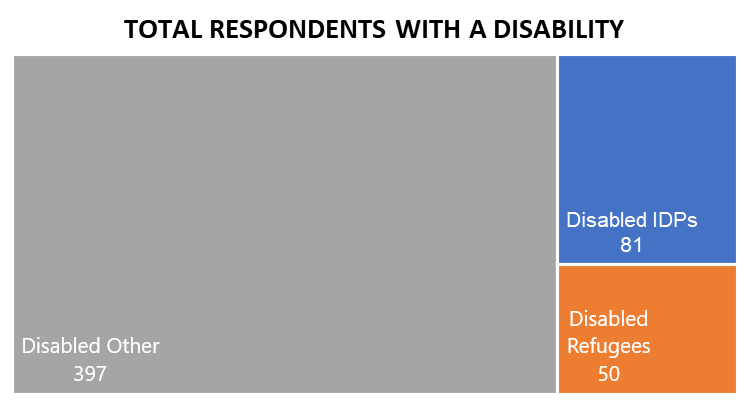 TOTAL RESPONDENTS WITH A DISABILITY
Disabled Other
397
Disabled IDPs
81
Disabled
Refugees
50